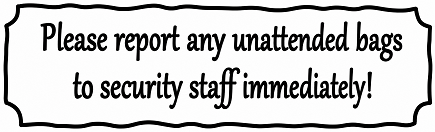 Please report any unattended bags
to security staff immediately!